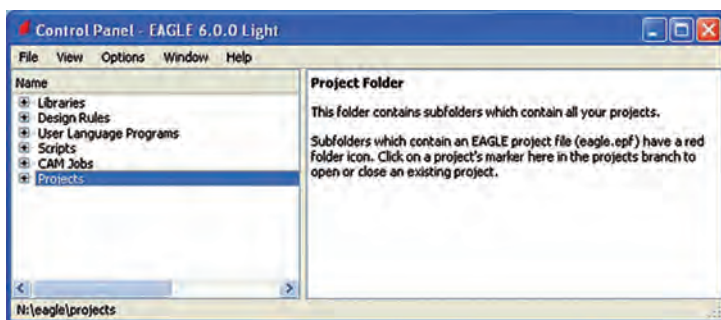 Control Panel - EAGLE 6.0.0 Light
File View Options Window Help
Name
Libraries
Design Rules
User Language Programs
Scripts
CAM Jobs
Projects
Project Folder
This folder contains subfolders which contain all your projects.
Subfolders which contain an EAGLE project file (eagle.epf) have a red
folder icon. Click on a project's marker here in the projects branch to
open or close an existing project.
N:\eagle\projects